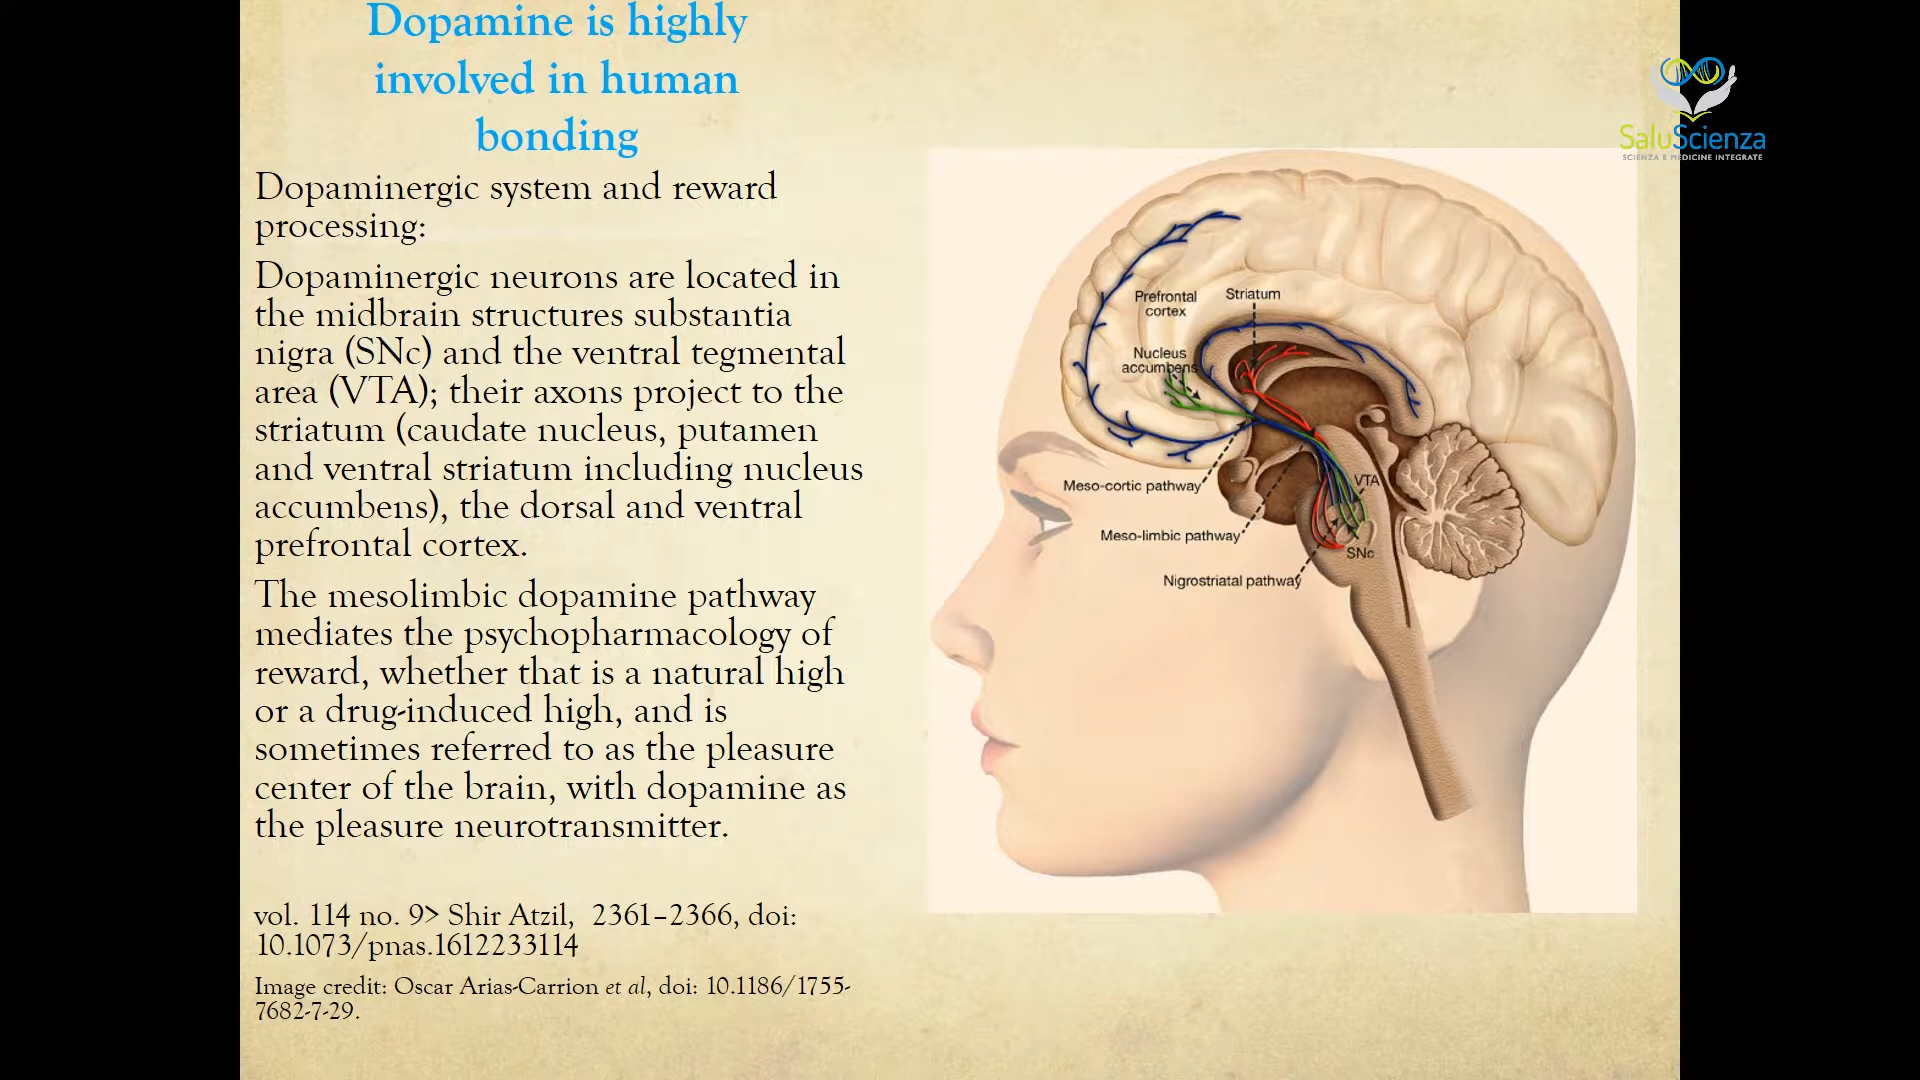 Dopamine is highly
involved in human
bonding
Dopaminergic system and reward
processing:
Dopaminergic neurons are located in
the midbrain structures substantia
nigra (SNc) and the ventral tegmental
area (VTA); their axons project to the
striatum (caudate nucleus, putamen
and ventral striatum including nucleus
accumbens), the dorsal and ventral
prefrontal cortex.
The mesolimbic dopamine pathway
mediates the psychopharmacology of
reward, whether that is a natural high
or a drug-induced high, and is
sometimes referred to as the pleasure
center of the brain, with dopamine as
the pleasure neurotransmitter.
vol. 114 no. 9> Shir Atzil,  2361–2366, doi:
10.1073/pnas.1612233114
Image credit: Oscar Arias-Carrion et al, doi: 10.1186/1755-
7682-7-29.
SaluScienza
SCIENZA E MEDICINE INTEGRATE
Prefrontal
cortex
Striatum
Nucleus
accumbens
Meso-cortic pathway
VTA
Meso-limbic pathway
SNc
Nigrostriatal pathway